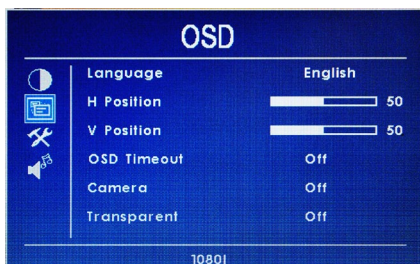 OSD
Language English
H Position 50
V Position 50
OSD Timeout Off
Camera Off
Transparent Off
1080I